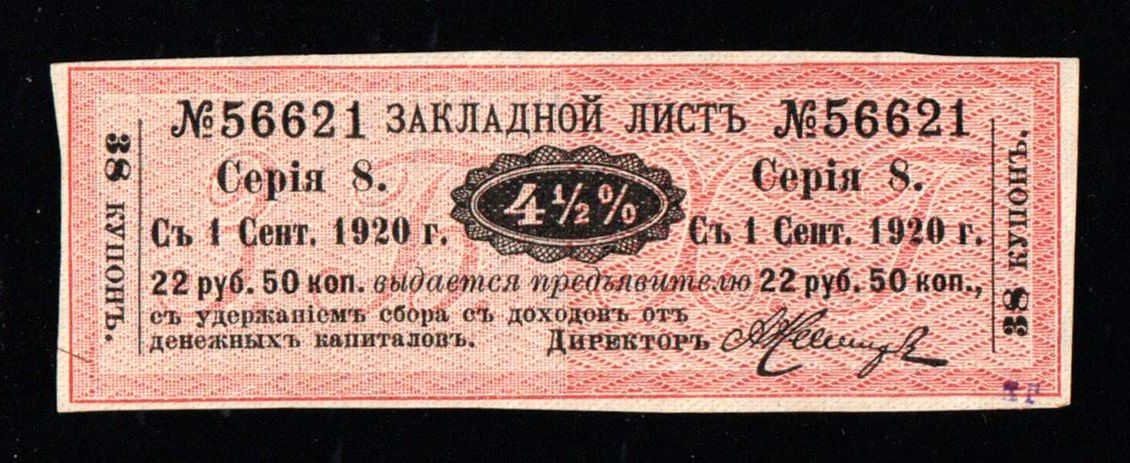 №56621 ЗАКЛАДНОЙ ЛИСТЪ №56621
Серія 8. 4 ½ % Серія 8.
Съ 1 Сент. 1920 г. Съ 1 Сент. 1920 г.
22 руб. 50 коп. выдается предъявителю 22 руб. 50 коп.,
съ удержаніемъ сбора съ доходовъ отъ
денежныхъ капиталовъ. Директоръ
38 КУПОНЪ.
38 КУПОНЪ.